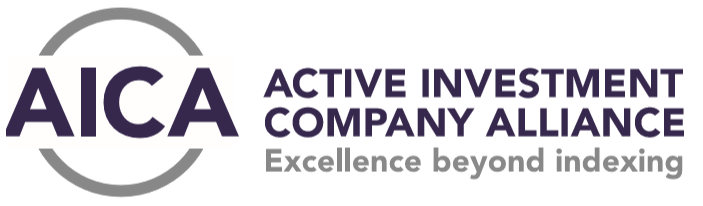 AICA
ACTIVE INVESTMENT
COMPANY ALLIANCE
Excellence beyond indexing